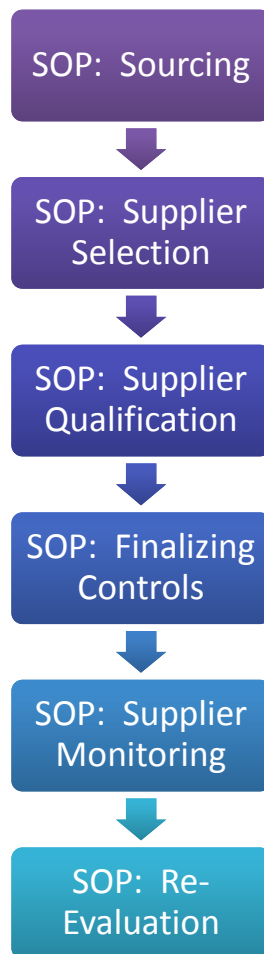 SOP:  Sourcing
SOP:  Supplier
Selection
SOP:  Supplier
Qualification
SOP:  Finalizing
Controls
SOP:  Supplier
Monitoring
SOP:  Re-
Evaluation